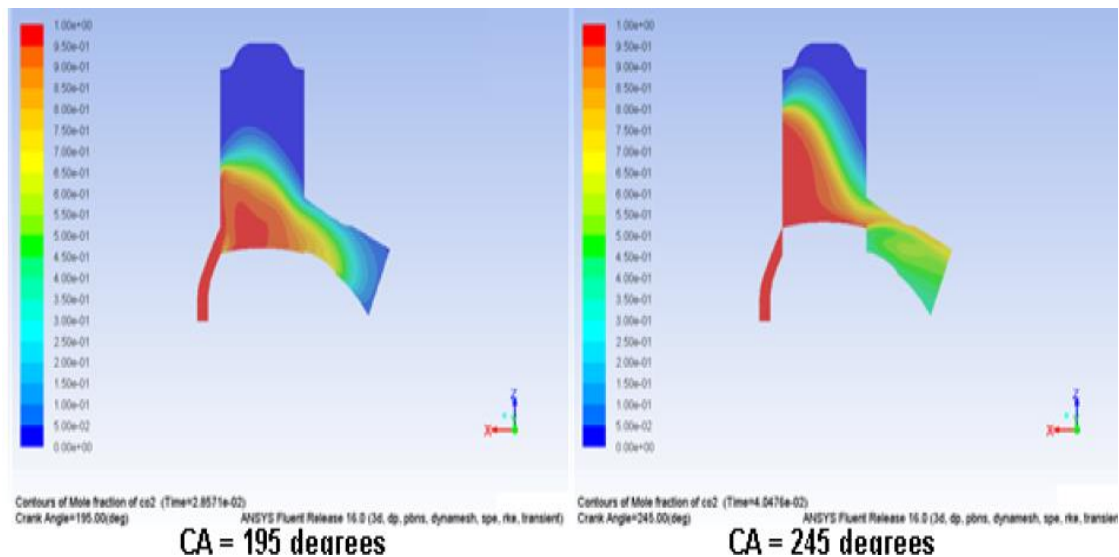 1.00e+00
9.50e-01
9.00e-01
8.50e-01
8.00e-01
7.50e-01
7.00e-01
6.50e-01
6.00e-01
5.50e-01
5.00e-01
4.50e-01
4.00e-01
3.50e-01
3.00e-01
2.50e-01
2.00e-01
1.50e-01
1.00e-01
5.00e-02
0.00e+00
Z
X
Contours of Mole fraction of co2 (Time=2.8571e-02)
Crank Angle=195.00(deg) ANSYS Fluent Release 16.0 (3d, dp, pbns, dynamesh, spe, rke, transient)
CA = 195 degrees
1.00e+00
9.50e-01
9.00e-01
8.50e-01
8.00e-01
7.50e-01
7.00e-01
6.50e-01
6.00e-01
5.50e-01
5.00e-01
4.50e-01
4.00e-01
3.50e-01
3.00e-01
2.50e-01
2.00e-01
1.50e-01
1.00e-01
5.00e-02
0.00e+00
Z
X
Contours of Mole fraction of co2 (Time=4.0476e-02)
Crank Angle=245.00(deg) ANSYS Fluent Release 16.0 (3d, dp, pbns, dynamesh, spe, rke, transient)
CA = 245 degrees